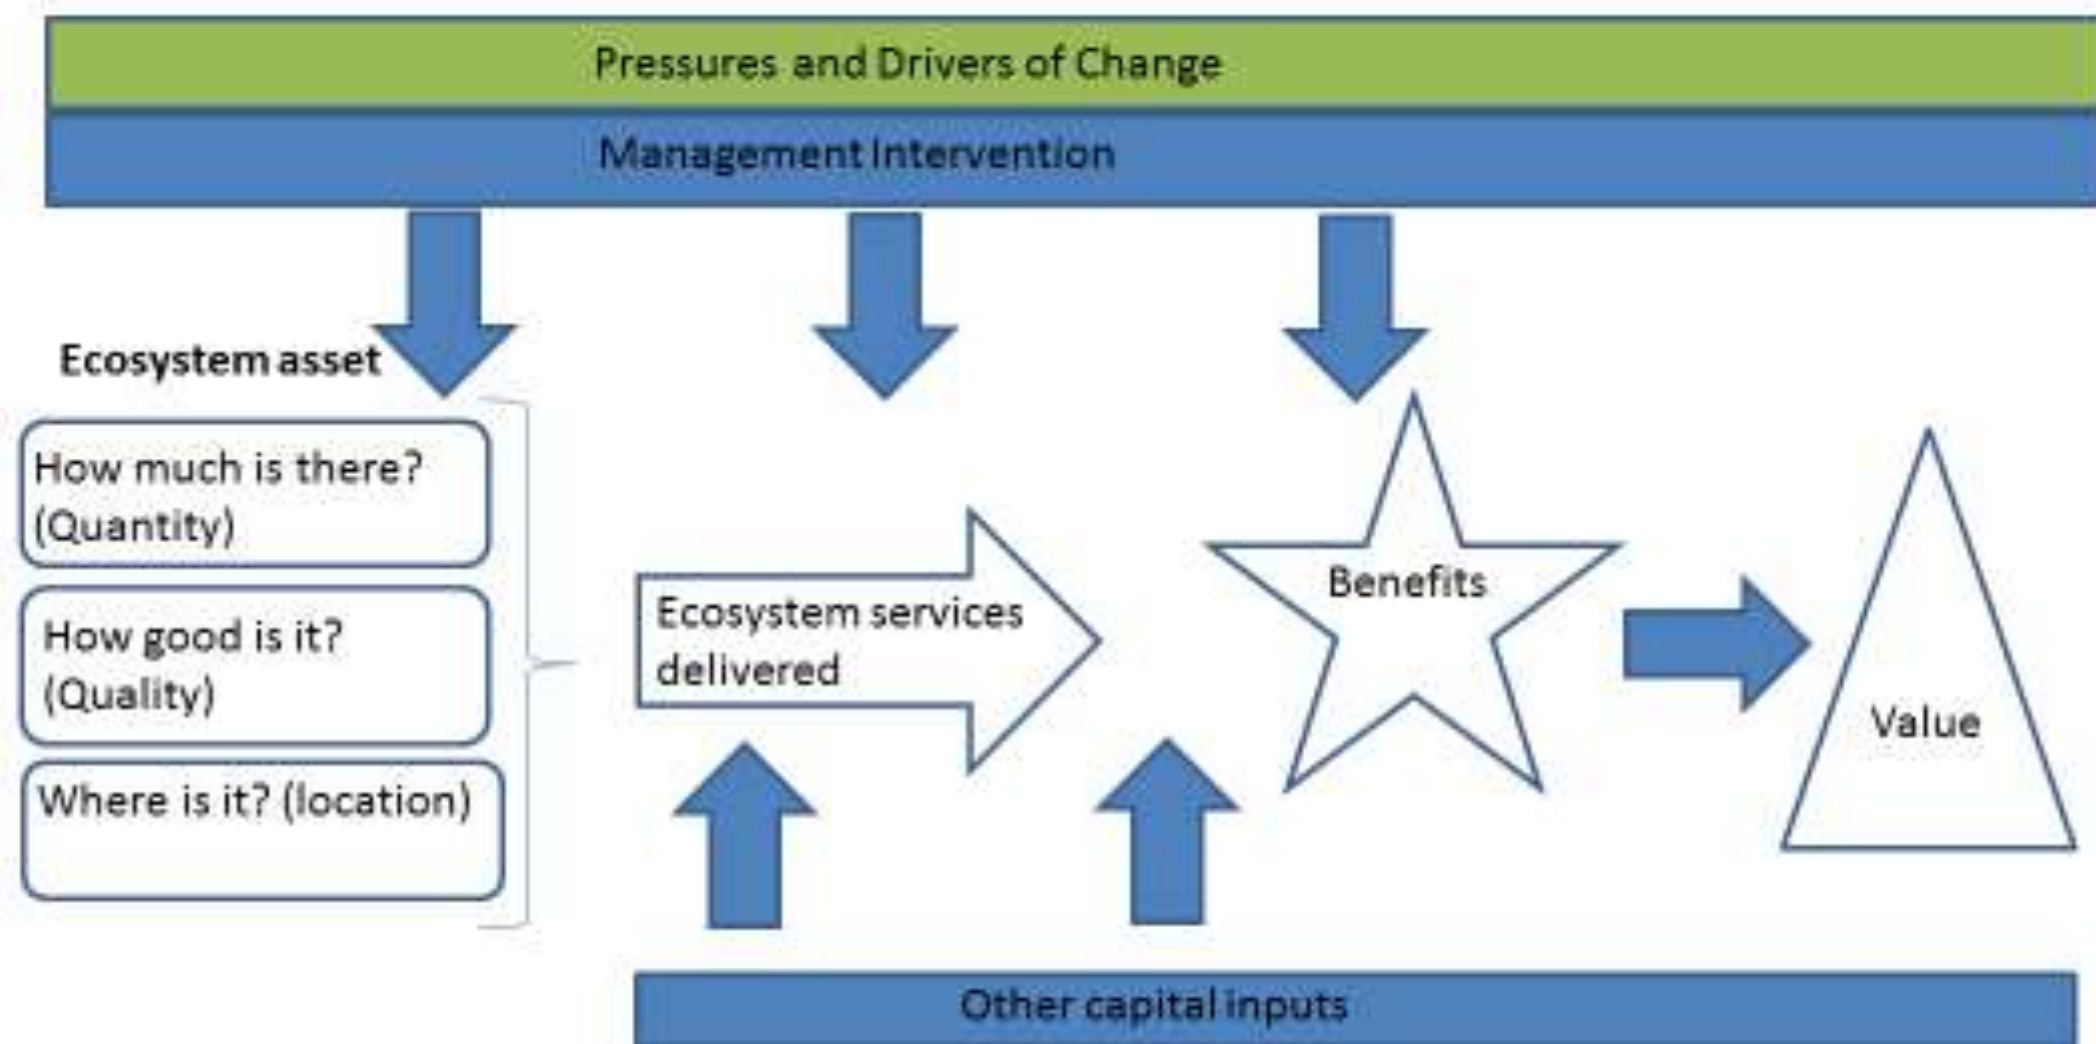 Pressures and Drivers of Change
Management Intervention
Ecosystem asset
How much is there?
(Quantity)
How good is it?
(Quality)
Where is it? (location)
Ecosystem services
delivered
Benefits
Value
Other capital inputs